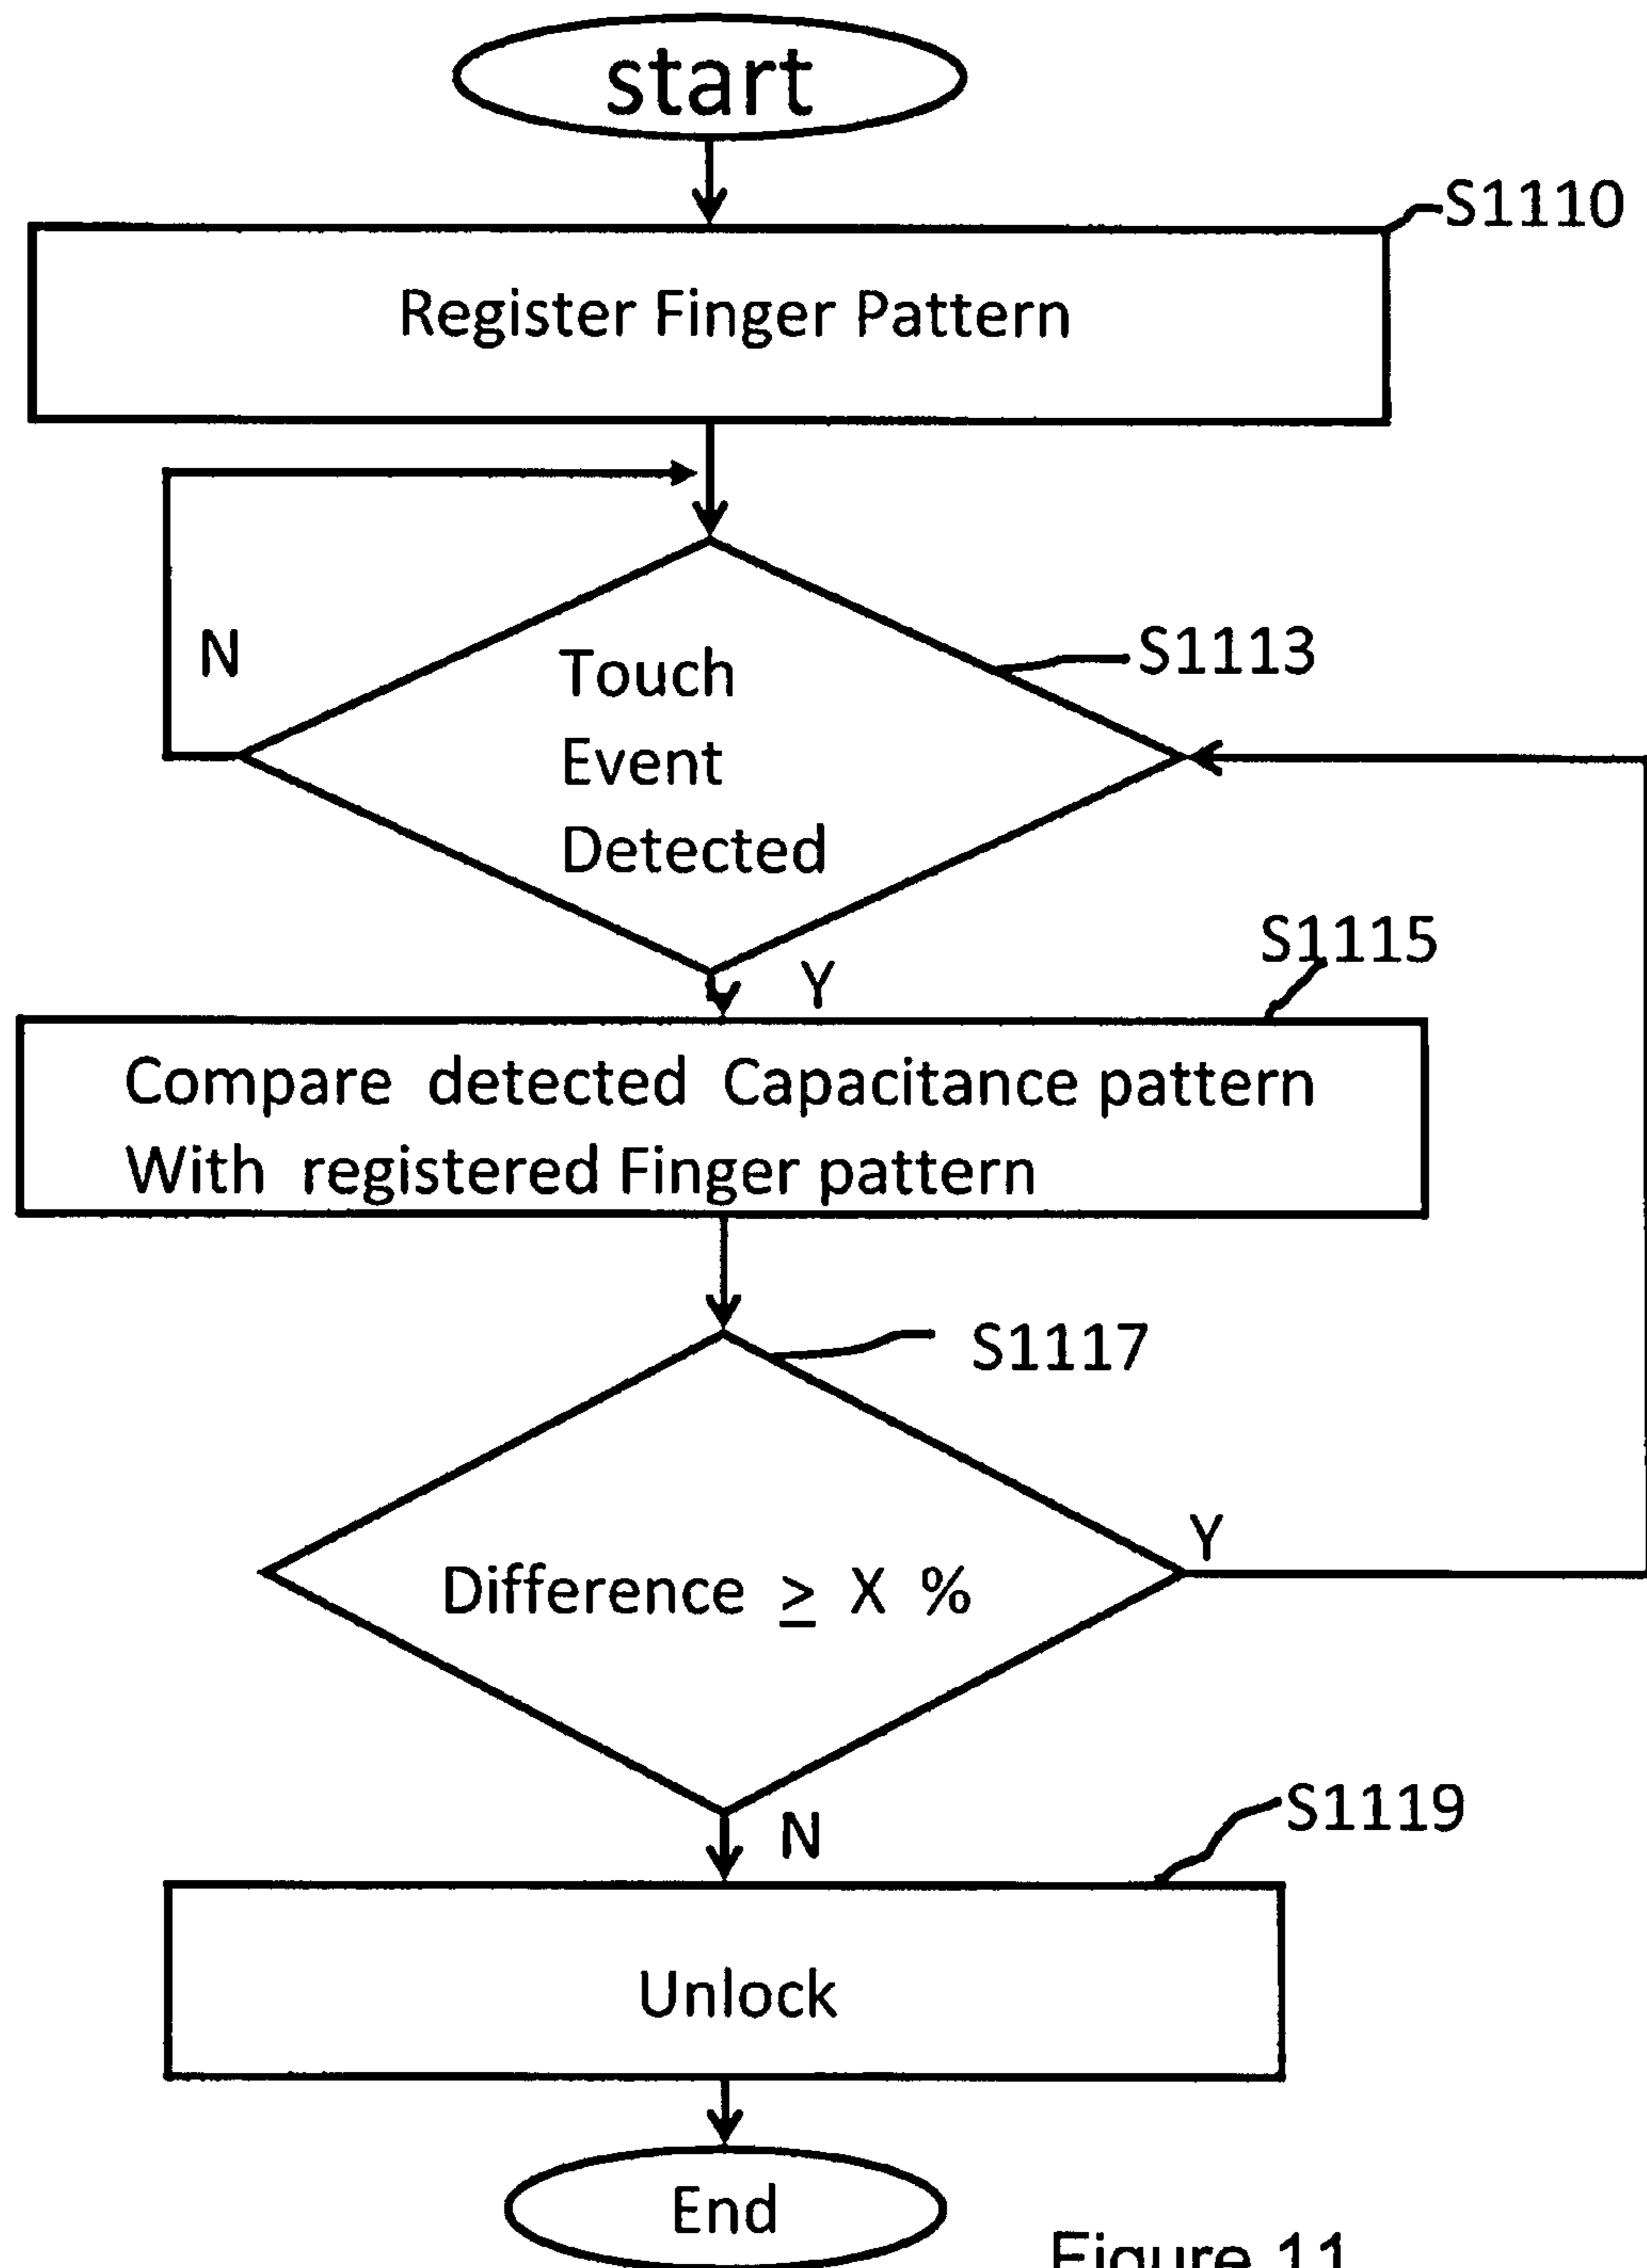 start
S1110
Register Finger Pattern
N
S1113
Touch
Event
Detected
S1115
Y
Compare detected Capacitance pattern
With registered Finger pattern
S1117
Y
Difference ≥ X %
S1119
N
Unlock
End
Figure 11